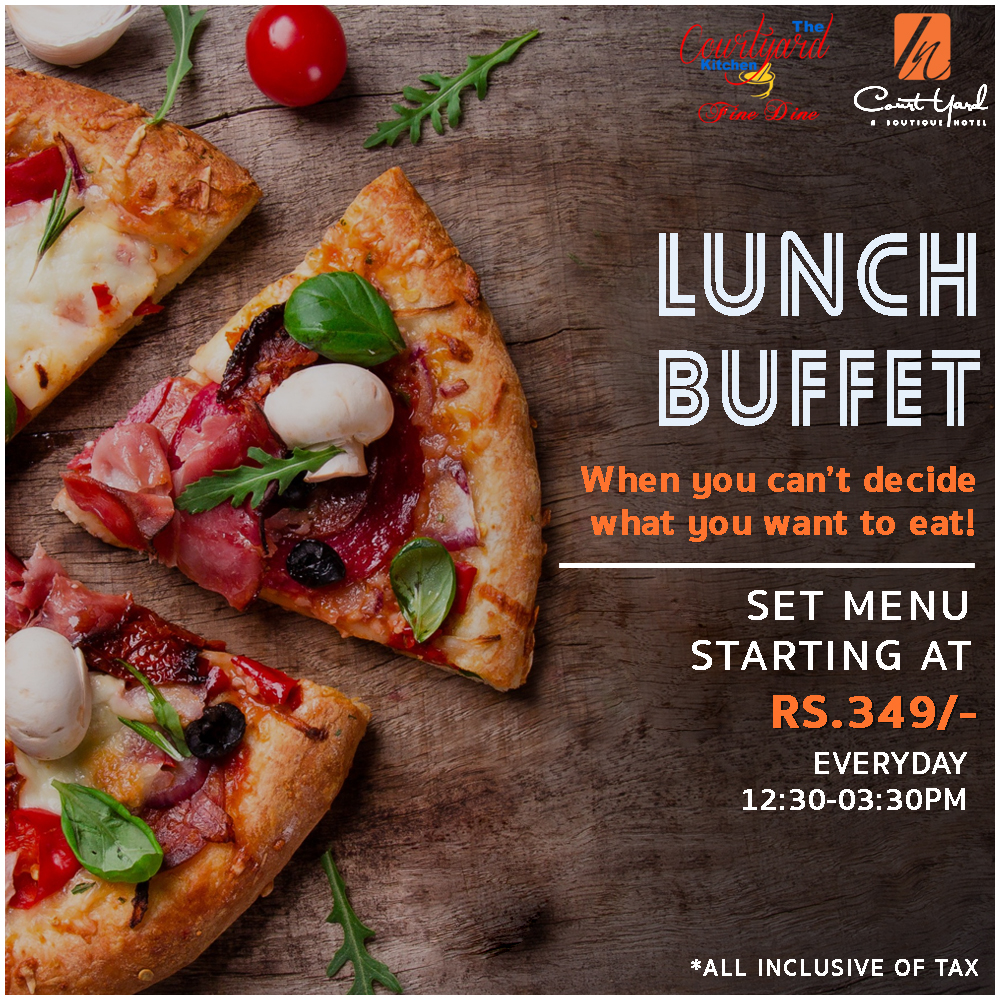 The
Courtyard
Kitchen
Fine Dine
Court Yard
A BOUTIQUE HOTEL
LUNCH
BUFFET
When you can't decide
what you want to eat!
SET MENU
STARTING AT
RS.349/-
EVERYDAY
12:30-03:30PM
*ALL INCLUSIVE OF TAX